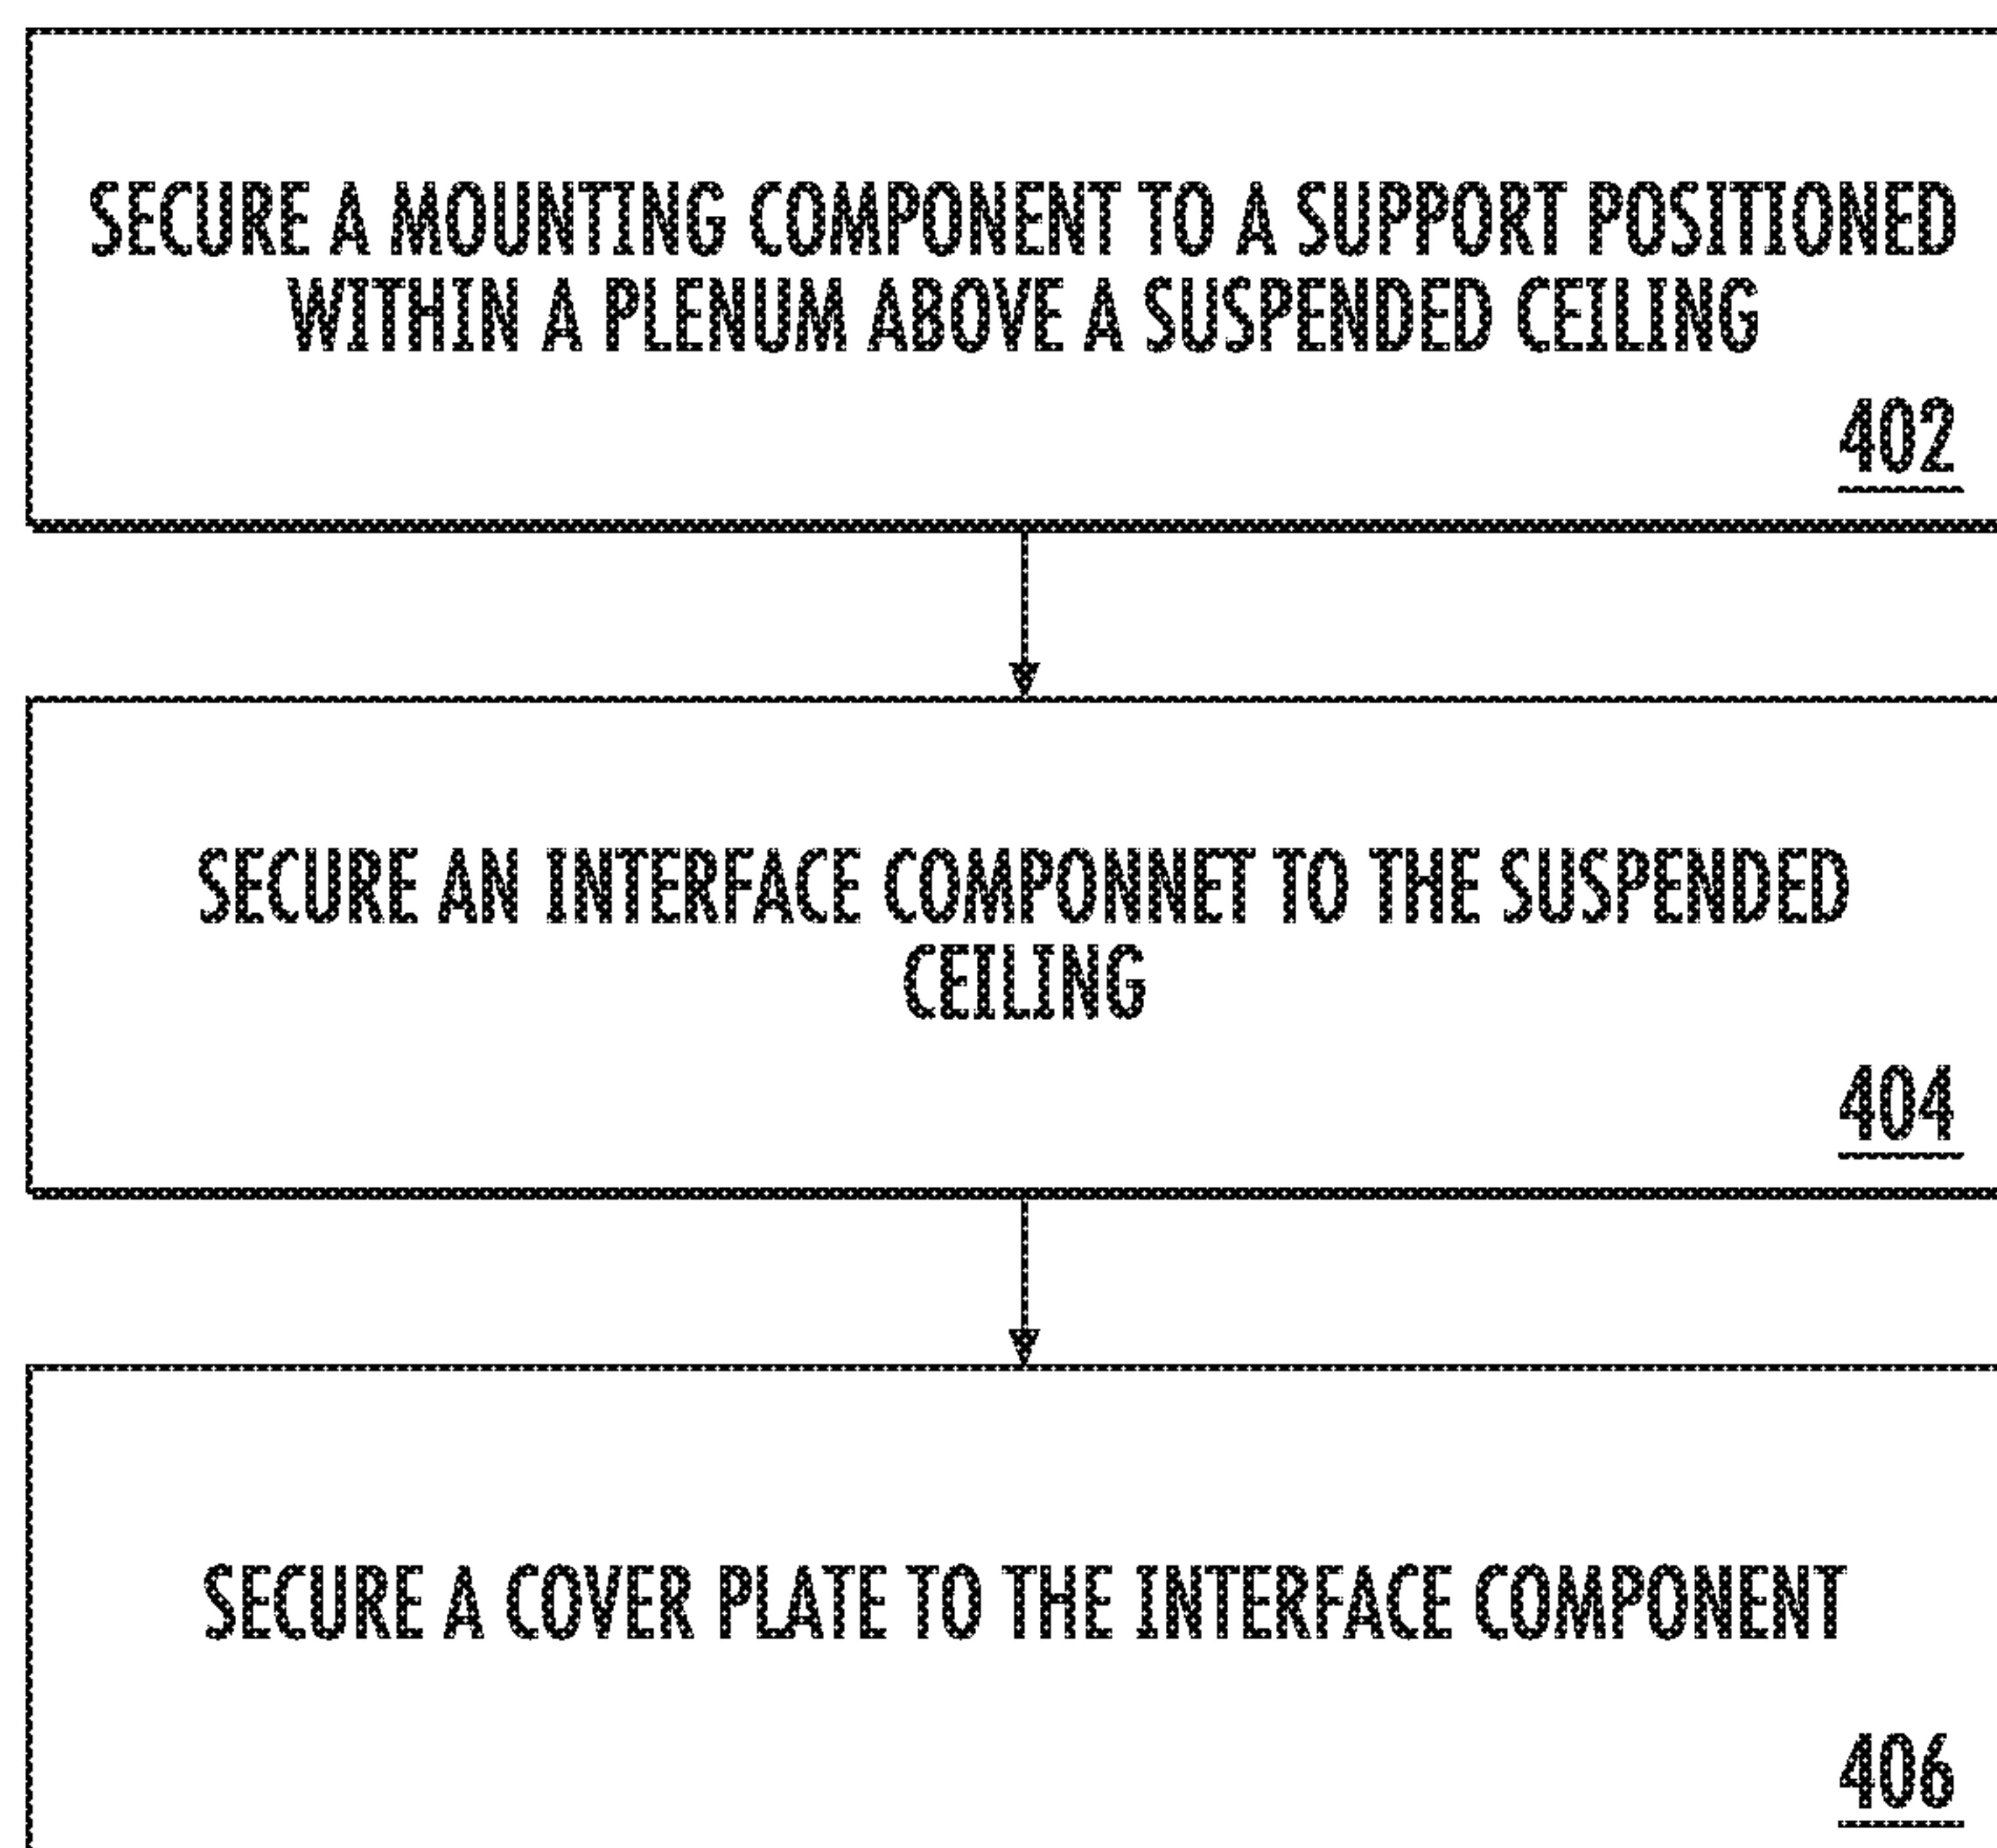 SECURE A MOUNTING COMPONENT TO A SUPPORT POSITIONED
WITHIN A PLENUM ABOVE A SUSPENDED CEILING
402
SECURE AN INTERFACE COMPONNET TO THE SUSPENDED
CEILING
404
SECURE A COVER PLATE TO THE INTERFACE COMPONENT
406